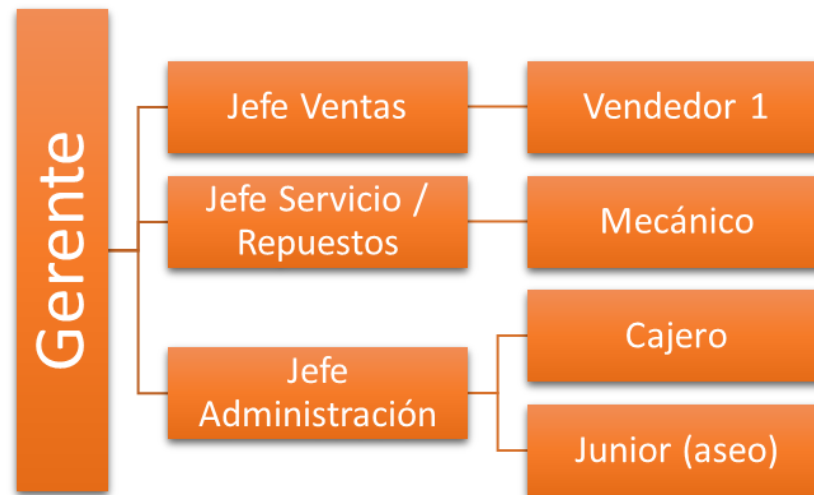 Gerente
Jefe Ventas
Vendedor 1
Jefe Servicio /
Repuestos
Mecánico
Jefe
Administración
Cajero
Junior (aseo)